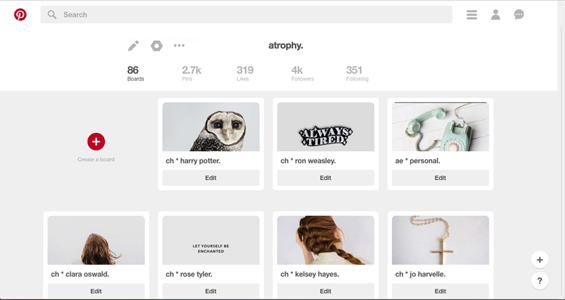 Search
atrophy.
86
Boards
2.7k
Pins
319
Likes
4k
Followers
351
Following
Create a board
ALWAYS
TIRED
ch * harry potter.
Edit
ch * ron weasley.
Edit
ae * personal.
Edit
ch * clara oswald.
Edit
LET YOURSELF BE
ENCHANTED
ch * rose tyler.
Edit
ch * kelsey hayes.
Edit
ch * jo harvelle.
Edit
+
?